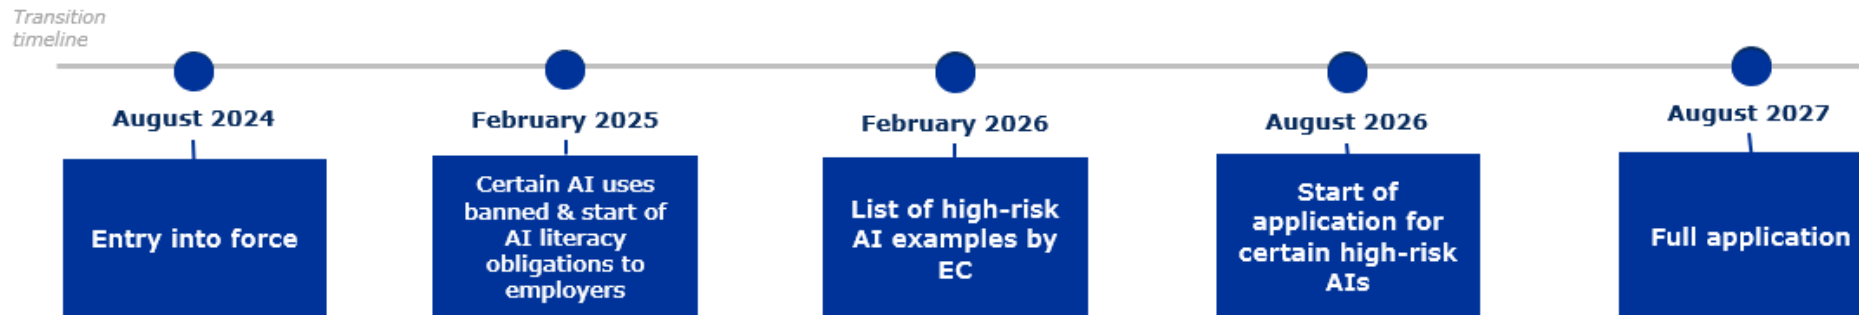 Transition
timeline
August 2024
February 2025
February 2026
August 2026
August 2027
Entry into force
Certain AI uses
banned & start of
AI literacy
obligations to
employers
List of high-risk
AI examples by
EC
Start of
application for
certain high-risk
AIs
Full application